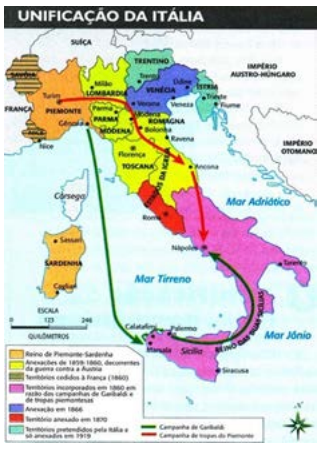 UNIFICAÇÃO DA ITÁLIA
SUÍÇA
TRENTINO
IMPÉRIO
AUSTRO-HÚNGARO
SAVÓIA
LOMBARDIA
Milão
Trento
Údine
ÍSTRIA
Trieste
Fiume
VENÉCIA
Verona
Veneza
FRANÇA
PIEMONTE
Turim
Gênova
Parma
PARMA
Módena
MODENA
ROMAGNA
Bolonha
Ravena
IMPÉRIO
OTOMANO
NICE
Nice
Florença
TOSCANA
Ancona
ESTADOS DA IGREJA
Córsega
Roma
Mar Adriático
Nápoles
Sassari
SARDENHA
Cagliari
Mar Tirreno
Tarento
ESCALA
0 123 246
QUILÔMETROS
Calatafimi
Palermo
Marsala
Sicília
REINO DAS DUAS SICÍLIAS
Mar Jônio
Siracusa
Reino de Piemonte-Sardenha
Anexações de 1859-1860, decorrentes
da guerra contra a Áustria
Territórios cedidos à França (1860)
Territórios incorporados em 1860 em
razão das campanhas de Garibaldi e
de tropas piemontesas
Anexação em 1866
Território anexado em 1870
Territórios pretendidos pela Itália e
só anexados em 1919
Campanha de Garibaldi
Campanha de tropas do Piemonte